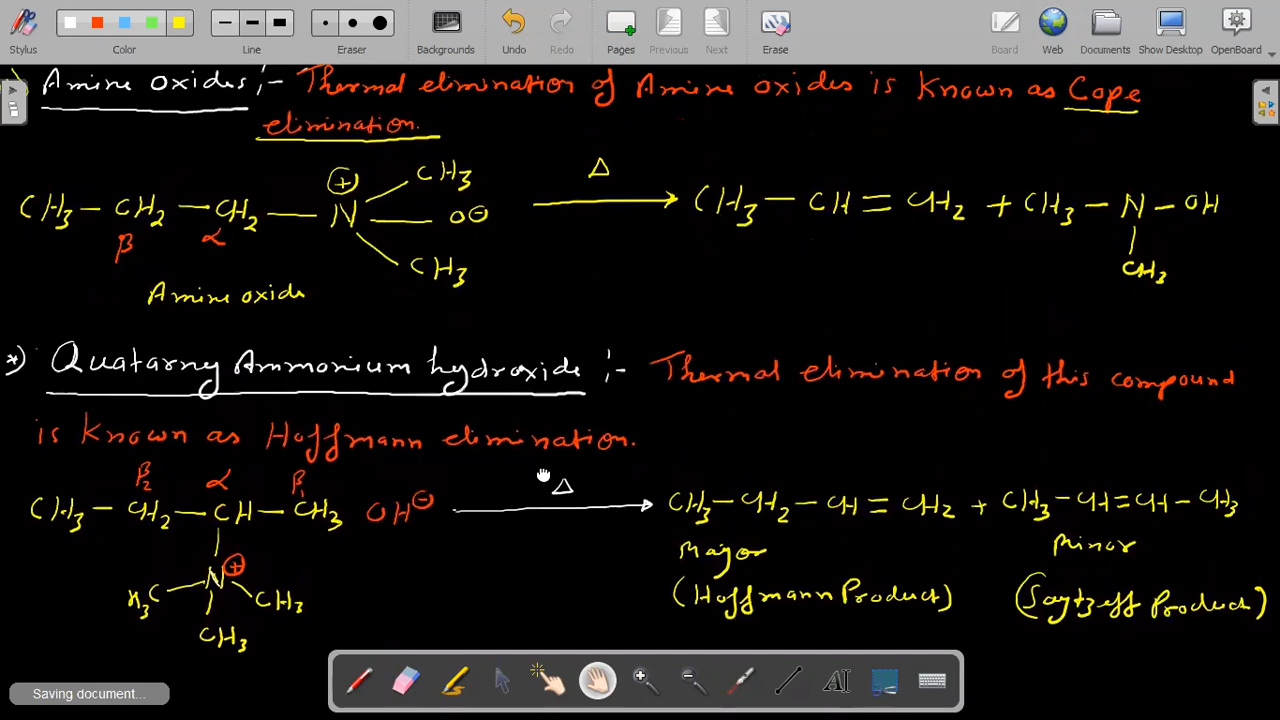 Stylus Color Line Eraser Backgrounds Undo Redo Pages Previous Next Erase Board Web Documents Show Desktop OpenBoard
Amine oxides :- Thermal elimination of Amine oxides is Known as Cope
elimination.
CH3 — CH2 — CH2 — N⊕ — O⊖ Δ → CH3 — CH = CH2 + CH3 — N — OH
CH3
CH3
CH3
β α
Amine oxide
*) Quatarny Ammonium hydroxide :- Thermal elimination of this compound
is Known as Hoffmann elimination.
β2 α β1
CH3 — CH2 — CH — CH3 OH⊖ Δ → CH3 — CH2 — CH = CH2 + CH3 — CH = CH — CH3
Major Minor
N⊕
H3C CH3 (Hoffmann Product) (Saytzeff Product)
CH3
Saving document...